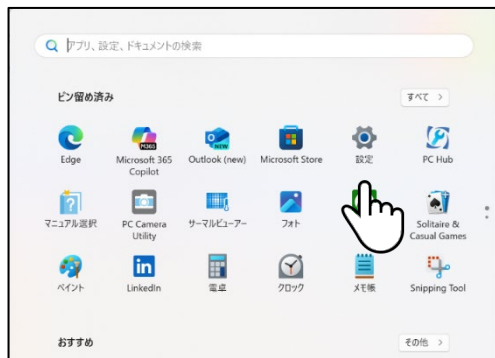 アプリ、設定、ドキュメントの検索
ピン留め済み
すべて >
Edge
Microsoft 365 Copilot
Outlook (new)
Microsoft Store
設定
PC Hub
M365
NEW
マニュアル選択
PC Camera Utility
サーマルビューアー
フォト
Solitaire & Casual Games
ペイント
LinkedIn
電卓
クロック
メモ帳
Snipping Tool
in
おすすめ
その他 >